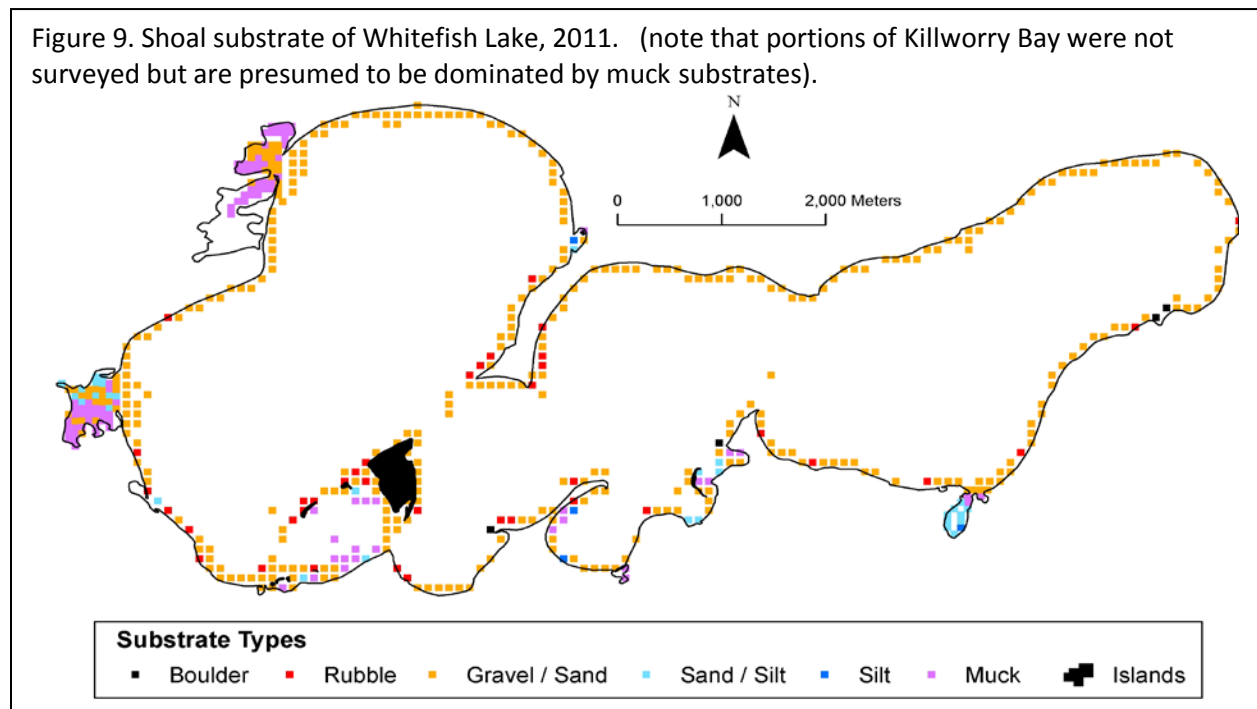 Figure 9. Shoal substrate of Whitefish Lake, 2011.   (note that portions of Killworry Bay were not
surveyed but are presumed to be dominated by muck substrates).
N
0 1,000 2,000 Meters
Substrate Types
Boulder Rubble Gravel / Sand Sand / Silt Silt Muck Islands